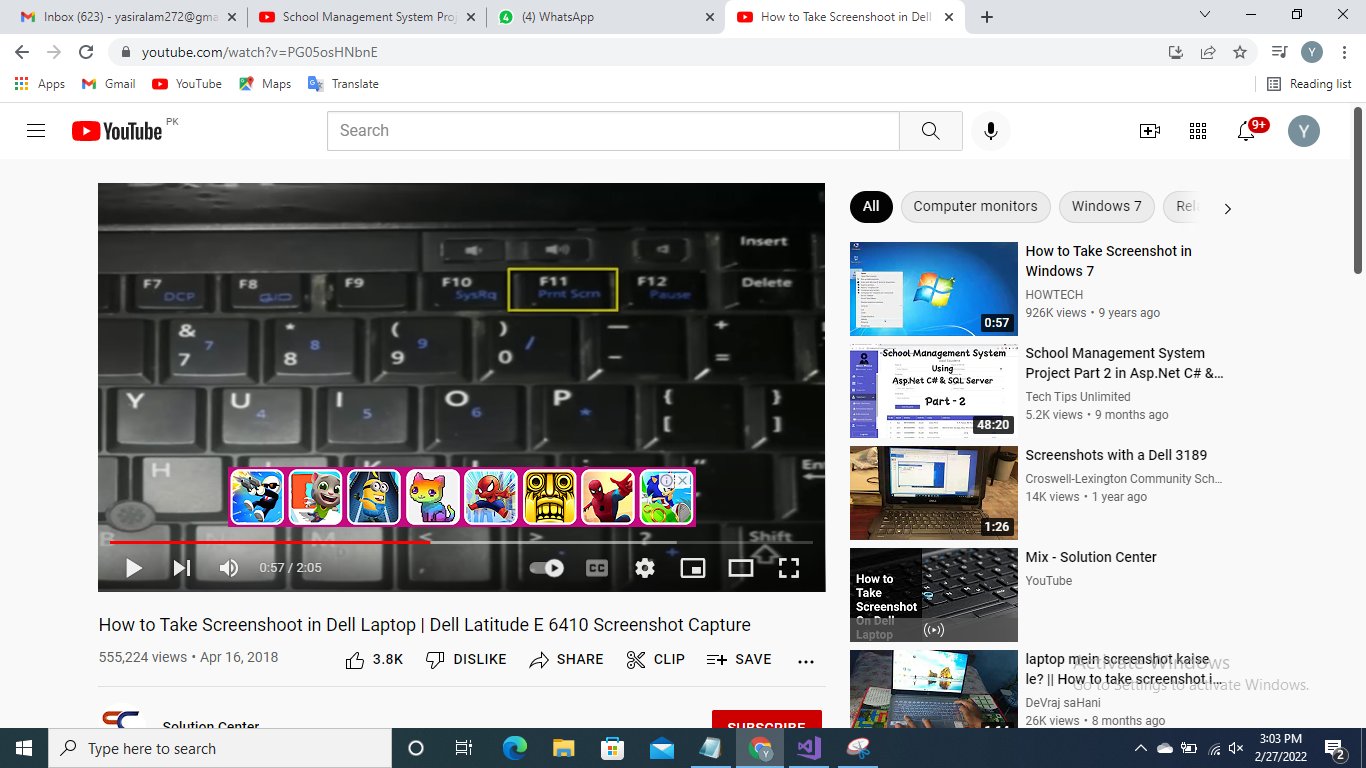 Inbox (623) - yasiralam272@gma
School Management System Proj
(4) WhatsApp
How to Take Screenshoot in Dell
youtube.com/watch?v=PG05osHNbnE
Y
Apps
Gmail
YouTube
Maps
Translate
Reading list
YouTube PK
Search
9+
Y
Insert
F7 F8 F9 F10 F11 F12 Delete
DCP SysRq Prnt Scrn Pause
& * ( ) — +
7 7 8 8 9 9 0 / - =
Y U 4 I 5 O 6 P * { }
[ ]
H
M < > ? Shift
0:57 / 2:05
CC
How to Take Screenshoot in Dell Laptop | Dell Latitude E 6410 Screenshot Capture
555,224 views • Apr 16, 2018
3.8K
DISLIKE
SHARE
CLIP
SAVE
Solution Center
SUBSCRIBE
All
Computer monitors
Windows 7
Rela
How to Take Screenshot in
Windows 7
HOWTECH
926K views • 9 years ago
0:57
School Management System
Using
Asp.Net C# & SQL Server
Part - 2
48:20
School Management System
Project Part 2 in Asp.Net C# &...
Tech Tips Unlimited
5.2K views • 9 months ago
1:26
Screenshots with a Dell 3189
Croswell-Lexington Community Sch...
14K views • 1 year ago
How to
Take
Screenshot
On Dell
Laptop
Mix - Solution Center
YouTube
laptop mein screenshot kaise
le? || How to take screenshot i...
DeVraj saHani
26K views • 8 months ago
Activate Windows
Go to Settings to activate Windows.
Type here to search
3:03 PM
2/27/2022
2